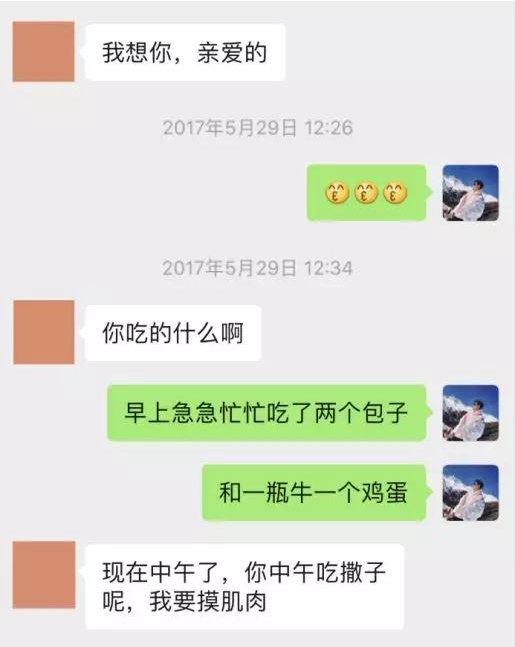 我想你，亲爱的
2017年5月29日 12:26
2017年5月29日 12:34
你吃的什么啊
早上急急忙忙吃了两个包子
和一瓶牛一个鸡蛋
现在中午了，你中午吃撒子
呢，我要摸肌肉